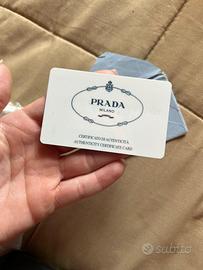 PRADA
MILANO
CERTIFICATO DI AUTENTICITÀ
AUTHENTICITY CERTIFICATE CARD
subito